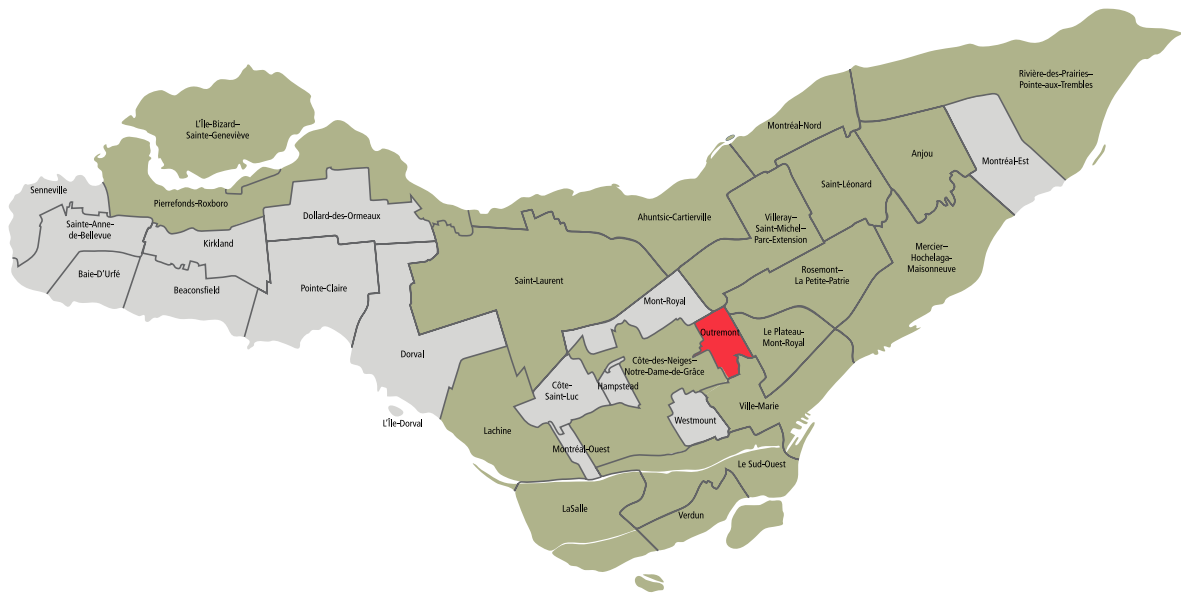 Rivière-des-Prairies–
Pointe-aux-Trembles
L'Île-Bizard–
Sainte-Geneviève
Montréal-Nord
Anjou
Montréal-Est
Saint-Léonard
Senneville
Pierrefonds-Roxboro
Dollard-des-Ormeaux
Ahuntsic-Cartierville
Villeray–
Saint-Michel–
Parc-Extension
Sainte-Anne-
de-Bellevue
Kirkland
Mercier–
Hochelaga-
Maisonneuve
Baie-D'Urfé
Beaconsfield
Pointe-Claire
Saint-Laurent
Rosemont–
La Petite-Patrie
Mont-Royal
Outremont
Le Plateau-
Mont-Royal
Dorval
Côte-des-Neiges–
Notre-Dame-de-Grâce
Côte-
Saint-Luc
Hampstead
Ville-Marie
L'Île-Dorval
Lachine
Westmount
Montréal-Ouest
Le Sud-Ouest
LaSalle
Verdun